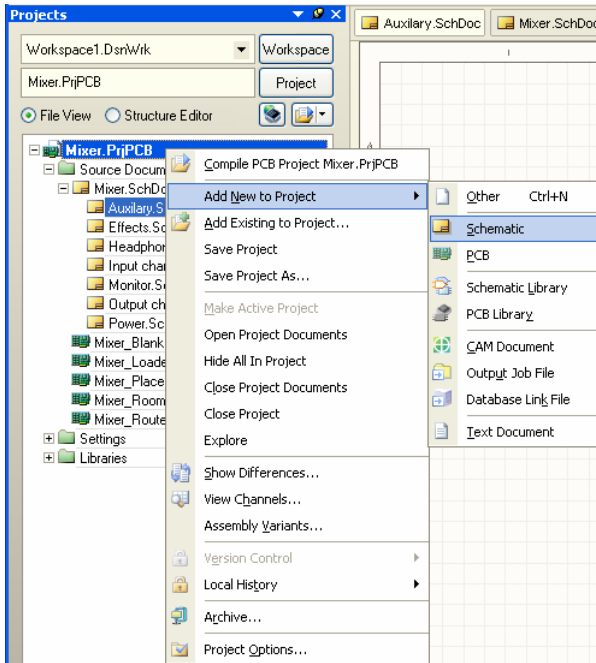 Projects
Auxilary.SchDoc
Mixer.SchDoc
Workspace1.DsnWrk
Workspace
Mixer.PrjPCB
Project
File View
Structure Editor
Mixer.PrjPCB
Source Docum
Mixer.SchDo
Auxilary.S
Effects.Sc
Headphor
Input char
Monitor.S
Output ch
Power.Sc
Mixer_Blank
Mixer_Loade
Mixer_Place
Mixer_Room
Mixer_Route
Settings
Libraries
Compile PCB Project Mixer.PrjPCB
Add New to Project
Add Existing to Project...
Save Project
Save Project As...
Make Active Project
Open Project Documents
Hide All In Project
Close Project Documents
Close Project
Explore
Show Differences...
View Channels...
Assembly Variants...
Version Control
Local History
Archive...
Project Options...
Other Ctrl+N
Schematic
PCB
Schematic Library
PCB Library
CAM Document
Output Job File
Database Link File
Text Document